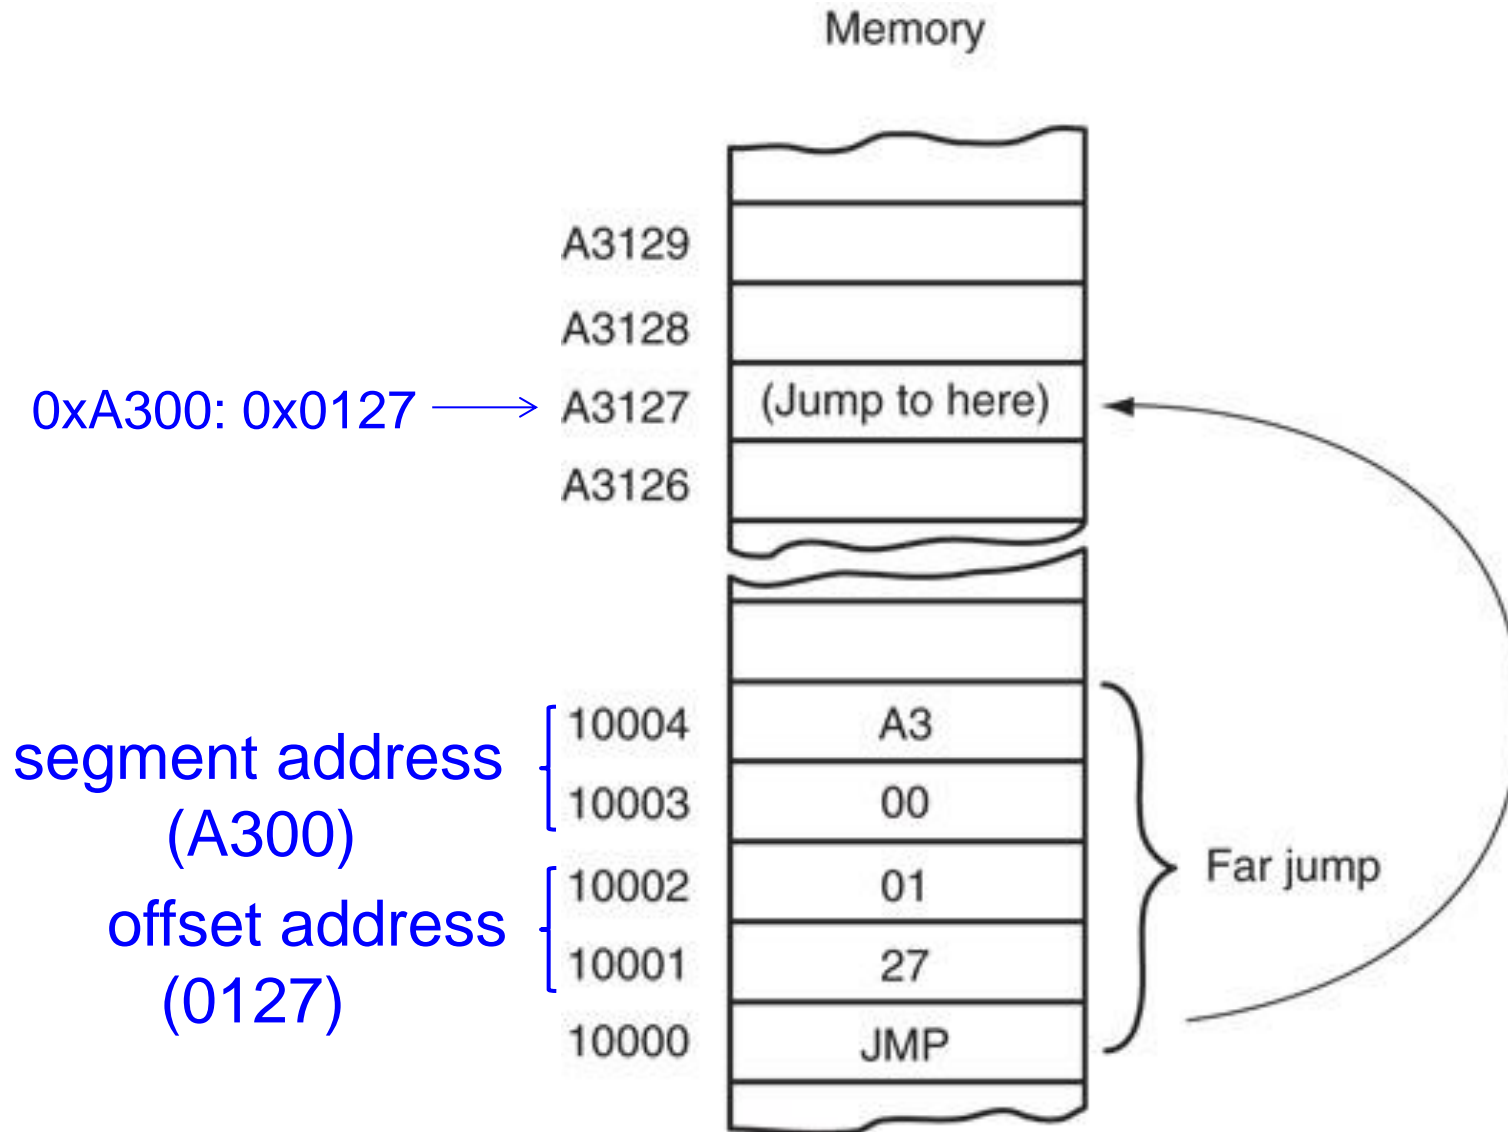 Memory
A3129
A3128
0xA300: 0x0127
A3127
(Jump to here)
A3126
segment address
(A300)
10004
A3
10003
00
offset address
(0127)
10002
01
10001
27
10000
JMP
Far jump